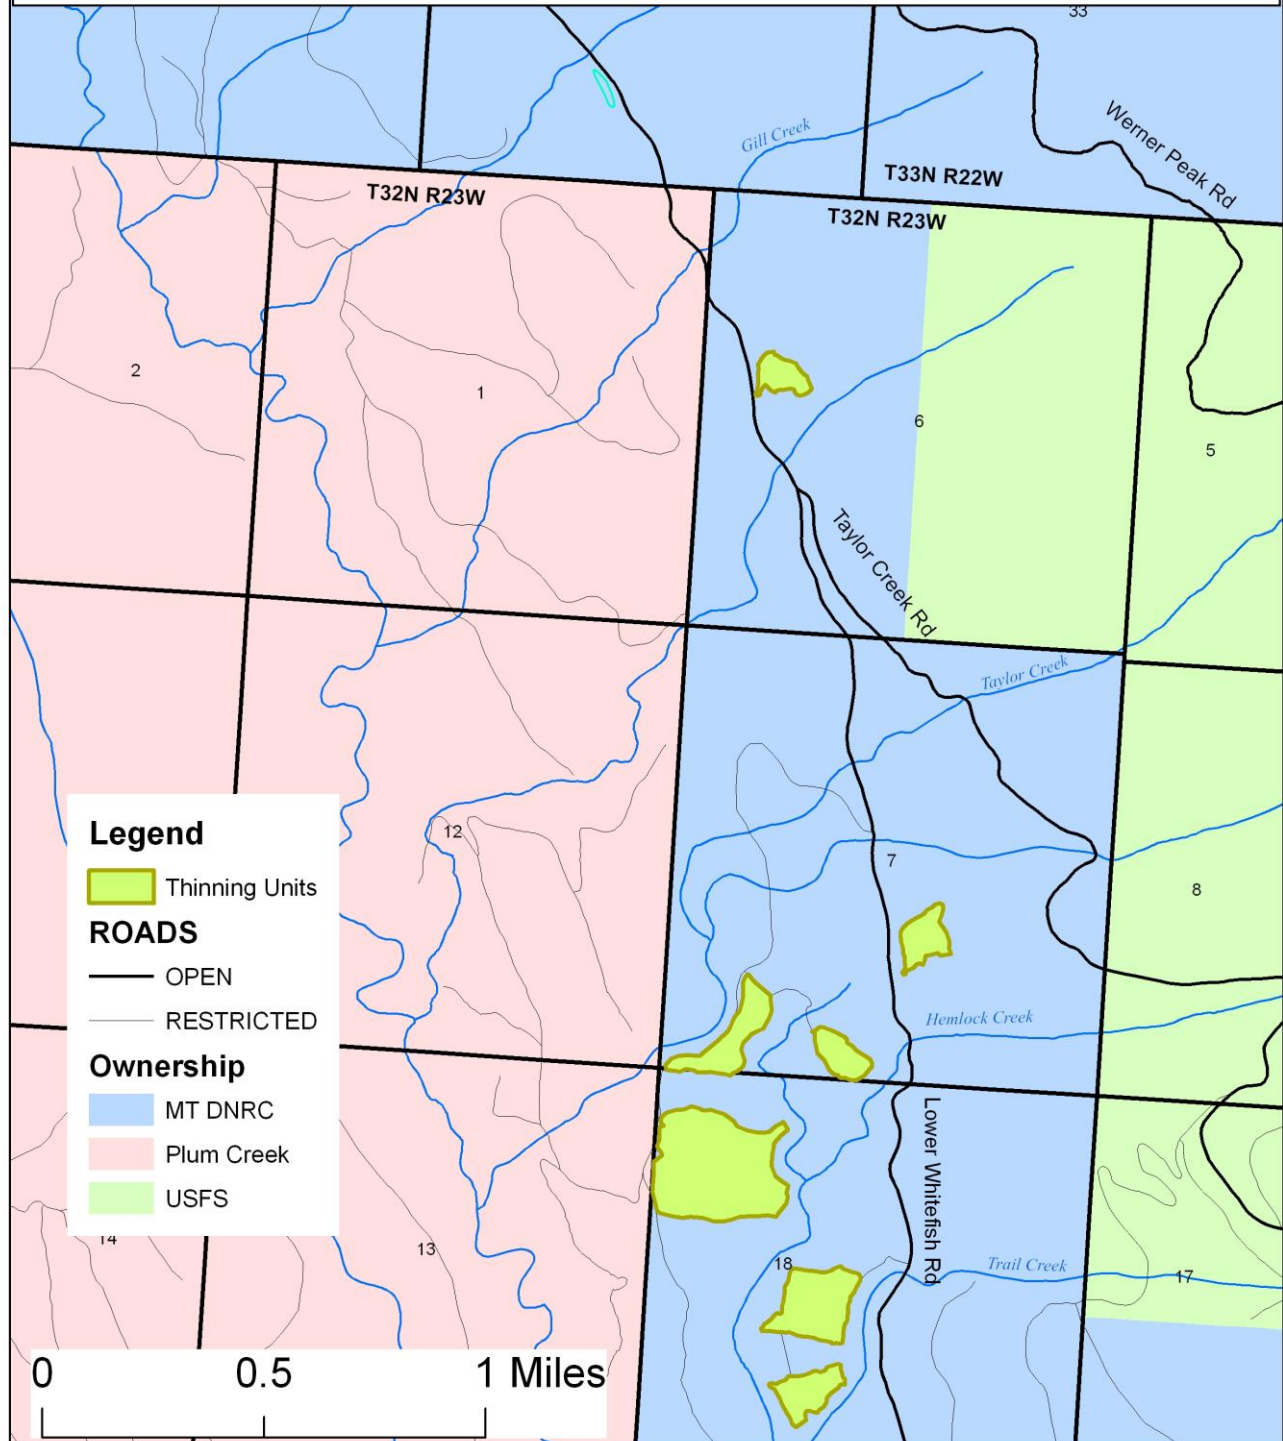 33
Werner Peak Rd
Gill Creek
T33N R22W
T32N R23W
T32N R23W
2
1
6
5
Taylor Creek Rd
Taylor Creek
12
7
8
Legend
Thinning Units
ROADS
OPEN
RESTRICTED
Ownership
MT DNRC
Plum Creek
USFS
Hemlock Creek
Lower Whitefish Rd
14
13
18
Trail Creek
17
0 0.5 1 Miles